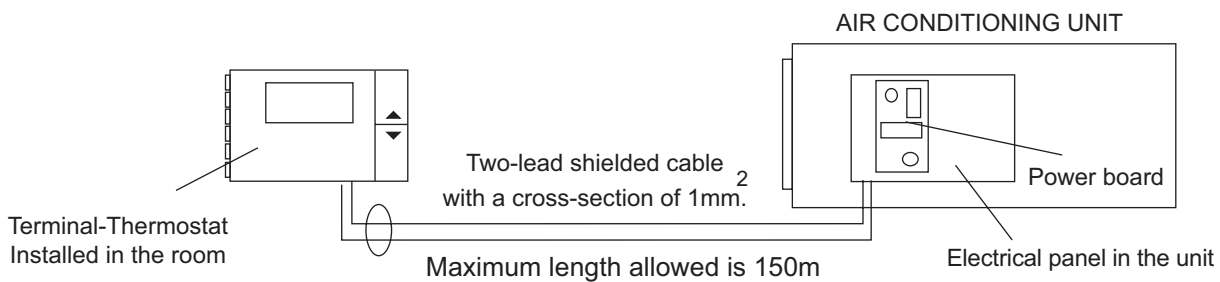 AIR CONDITIONING UNIT
Two-lead shielded cable
with a cross-section of 1mm.²
Power board
Terminal-Thermostat
Installed in the room
Electrical panel in the unit
Maximum length allowed is 150m